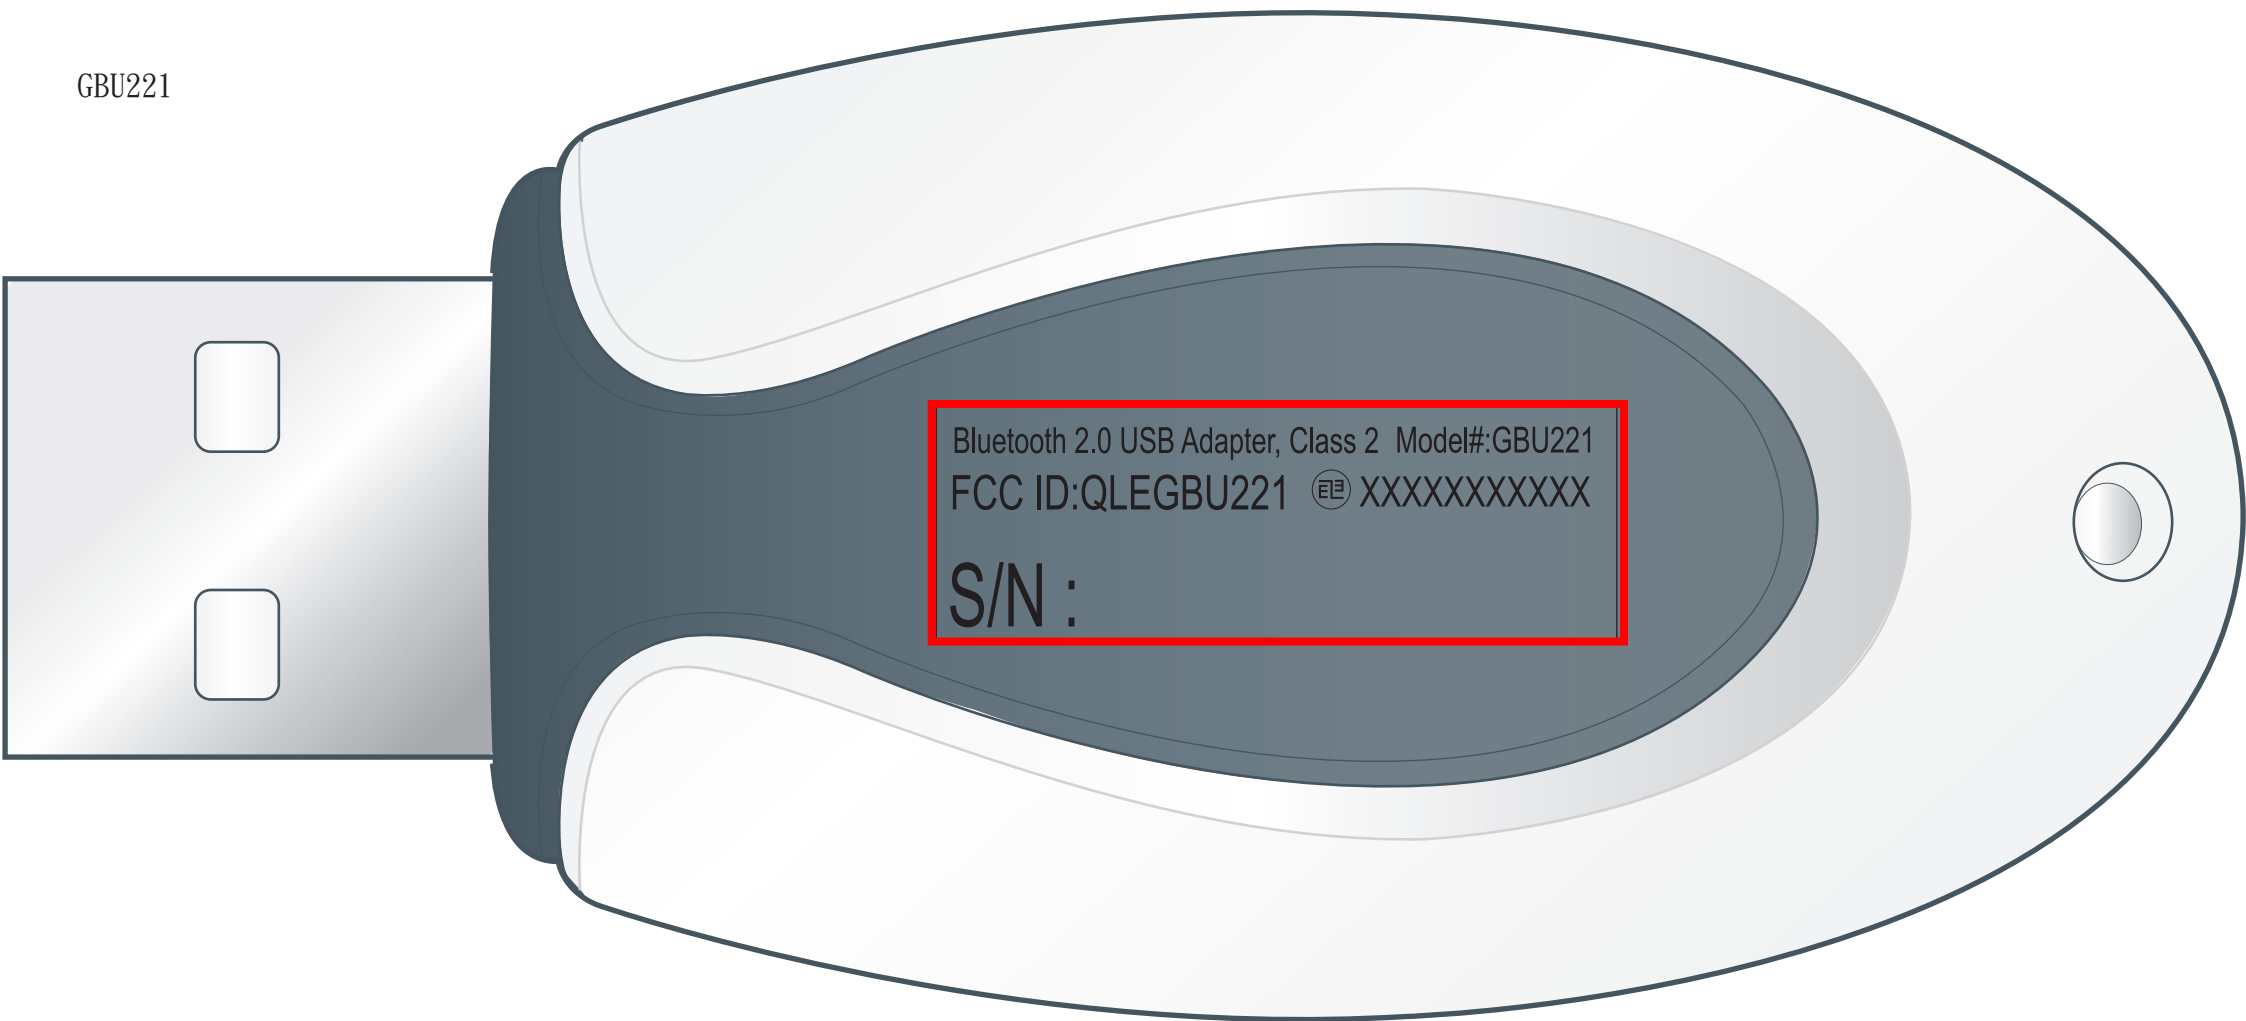 GBU221
Bluetooth 2.0 USB Adapter, Class 2 Model#:GBU221
FCC ID:QLEGBU221 XXXXXXXXXXX
S/N :